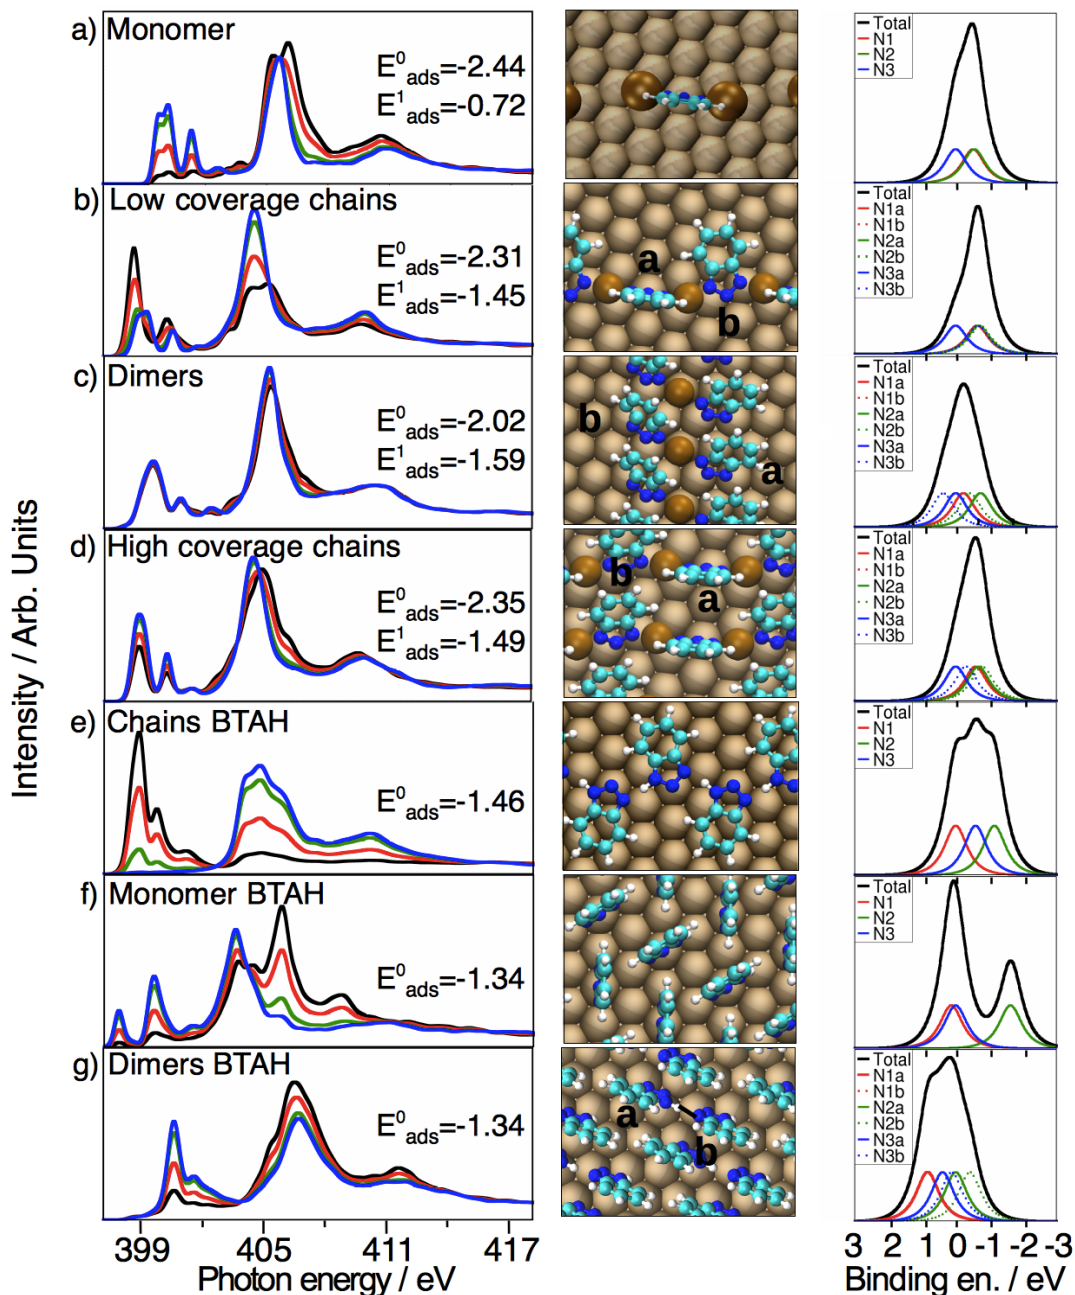 Intensity / Arb. Units
a) Monomer
E⁰ads=-2.44
E¹ads=-0.72
Total
N1
N2
N3
b) Low coverage chains
E⁰ads=-2.31
E¹ads=-1.45
a
b
Total
N1a
N1b
N2a
N2b
N3a
N3b
c) Dimers
E⁰ads=-2.02
E¹ads=-1.59
b
a
Total
N1a
N1b
N2a
N2b
N3a
N3b
d) High coverage chains
E⁰ads=-2.35
E¹ads=-1.49
b
a
Total
N1a
N1b
N2a
N2b
N3a
N3b
e) Chains BTAH
E⁰ads=-1.46
Total
N1
N2
N3
f) Monomer BTAH
E⁰ads=-1.34
Total
N1
N2
N3
g) Dimers BTAH
E⁰ads=-1.34
a
b
Total
N1a
N1b
N2a
N2b
N3a
N3b
399 405 411 417
Photon energy / eV
3 2 1 0 -1 -2 -3
Binding en. / eV